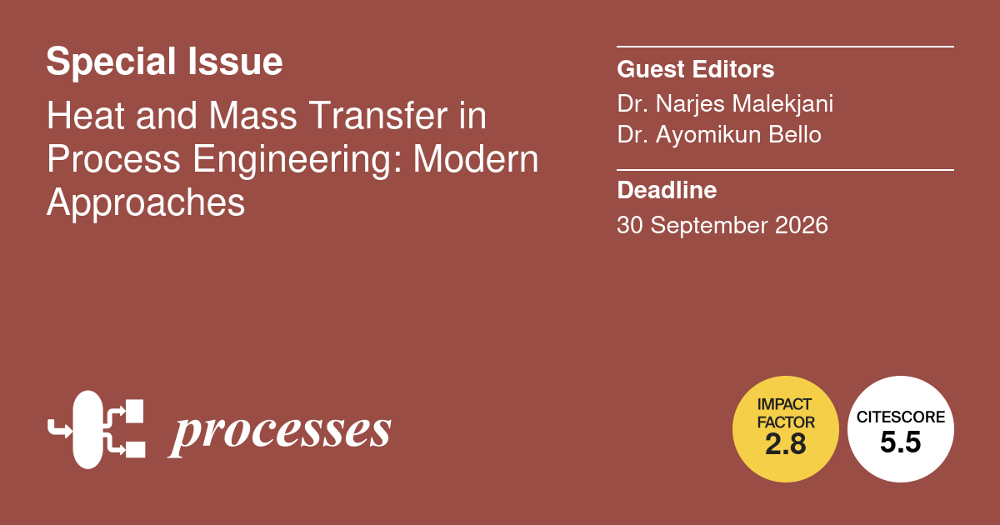 Special Issue
Heat and Mass Transfer in
Process Engineering: Modern
Approaches
Guest Editors
Dr. Narjes Malekjani
Dr. Ayomikun Bello
Deadline
30 September 2026
processes
IMPACT
FACTOR
2.8
CITESCORE
5.5